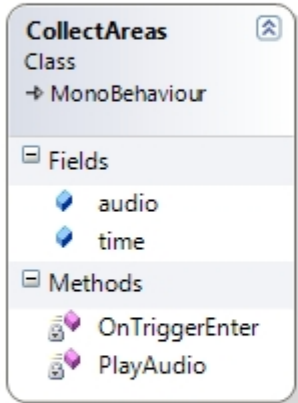 CollectAreas
Class
MonoBehaviour
Fields
audio
time
Methods
OnTriggerEnter
PlayAudio